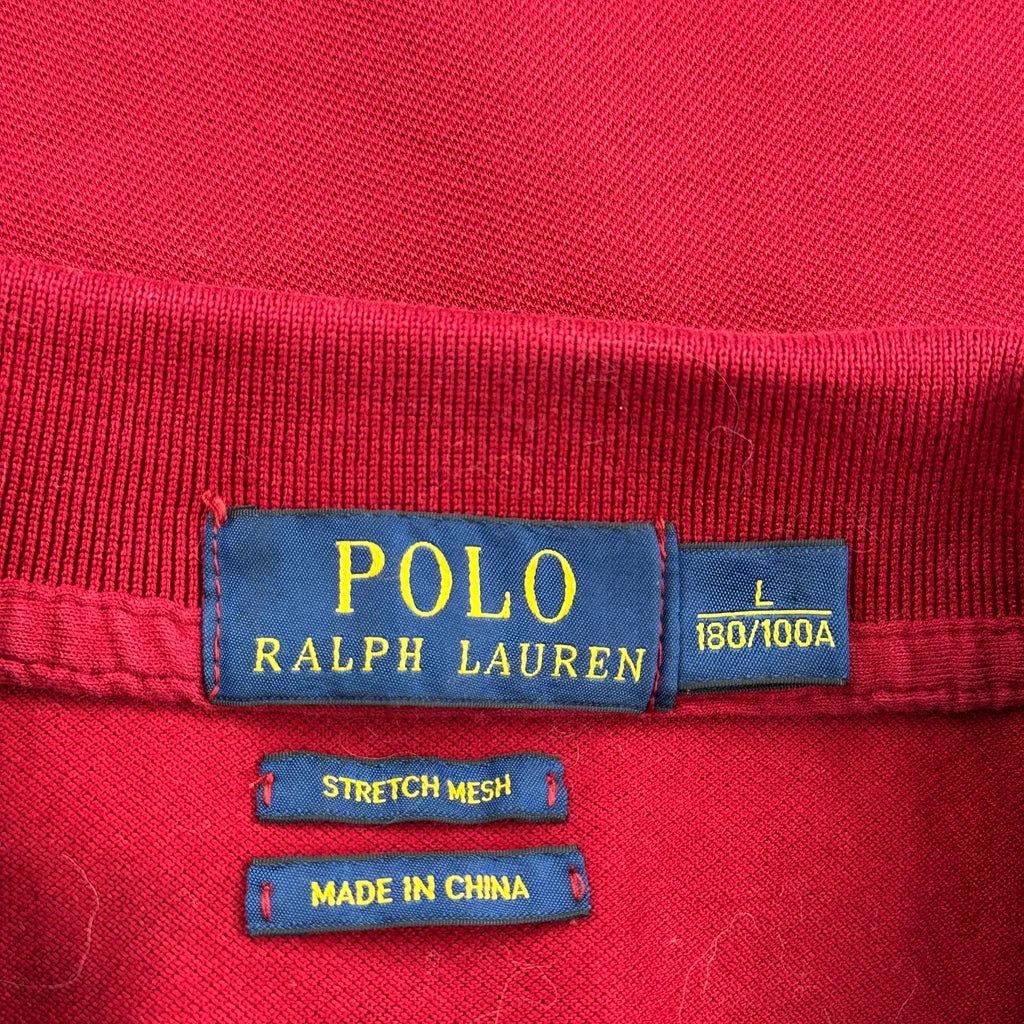 POLO
RALPH LAUREN
L
180/100A
STRETCH MESH
MADE IN CHINA